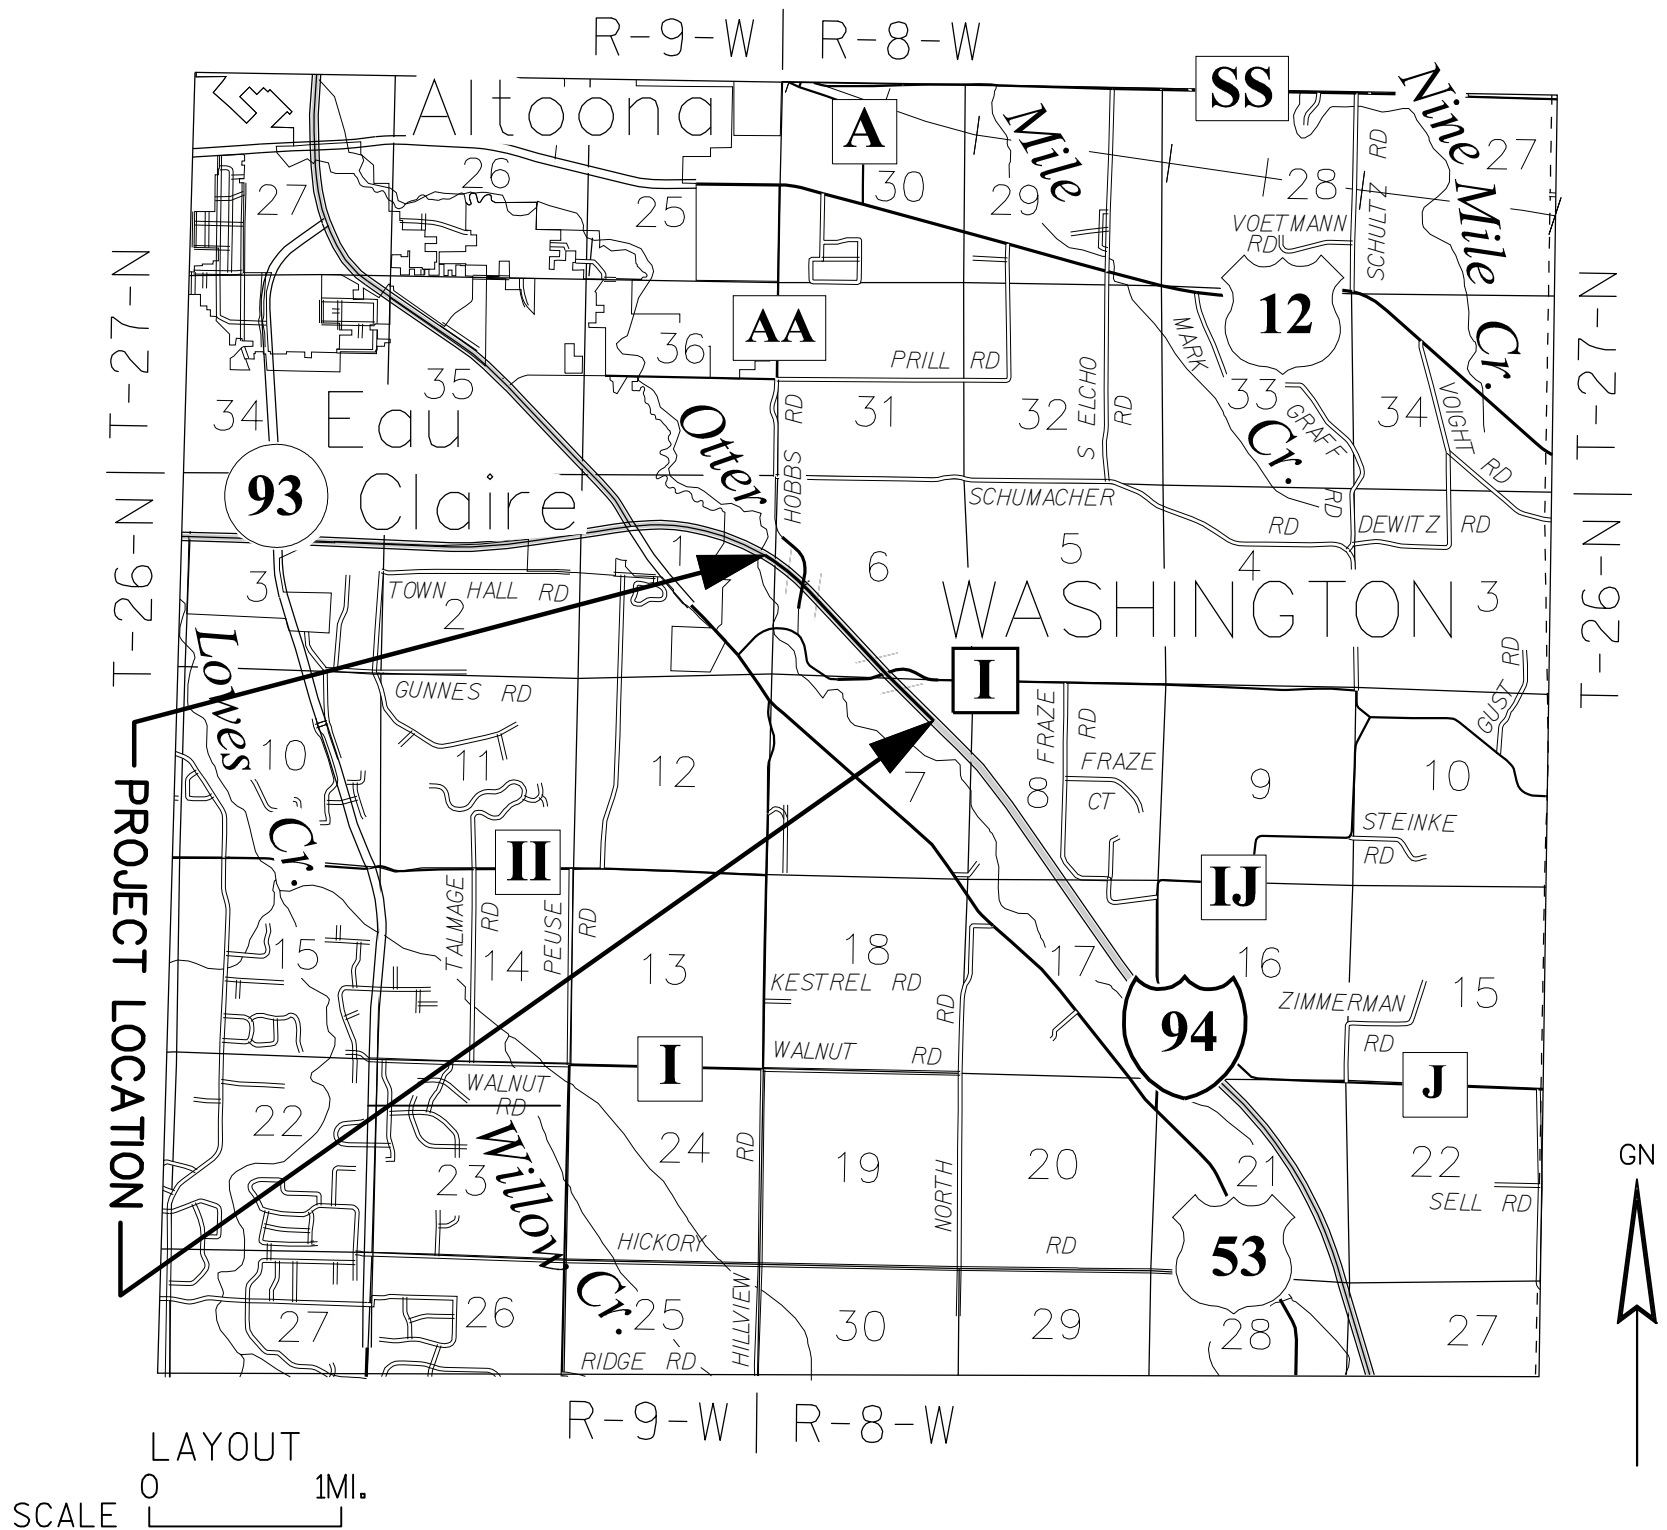 R-9-W
R-8-W
SS
Nine Mile Cr.
Altoona
A
Mile
Cr.
27
26
25
30
29
28
27
VOETMANN
RD
SCHULTZ RD
T-27-N
T-27-N
12
AA
36
PRILL RD
S ELCHO
RD
MARK
33
GRAFF
RD
34
VOIGHT RD
35
34
Eau
Claire
31
32
Otter
HOBBS RD
93
SCHUMACHER
RD
DEWITZ RD
T-26-N
T-26-N
3
TOWN HALL RD
2
1
6
5
4
3
WASHINGTON
Lowes
Cr.
GUNNES RD
I
FRAZE
RD
GUST RD
10
11
12
7
8
FRAZE
CT
9
10
STEINKE
RD
PROJECT LOCATION
II
IJ
TALMAGE
RD
PEUSE
RD
15
14
13
18
KESTREL RD
17
16
15
ZIMMERMAN
RD
94
WALNUT RD
RD
NORTH
I
J
WALNUT
RD
22
Willow
Cr.
23
24
RD
19
20
21
22
SELL RD
GN
HICKORY
RD
53
HILLVIEW
27
26
25
30
29
28
27
RIDGE RD
R-9-W
R-8-W
LAYOUT
0
1MI.
SCALE